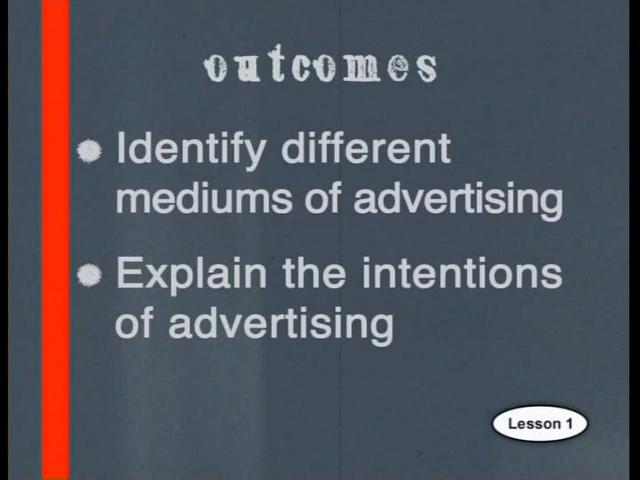 outcomes
Identify different
mediums of advertising
Explain the intentions
of advertising
Lesson 1